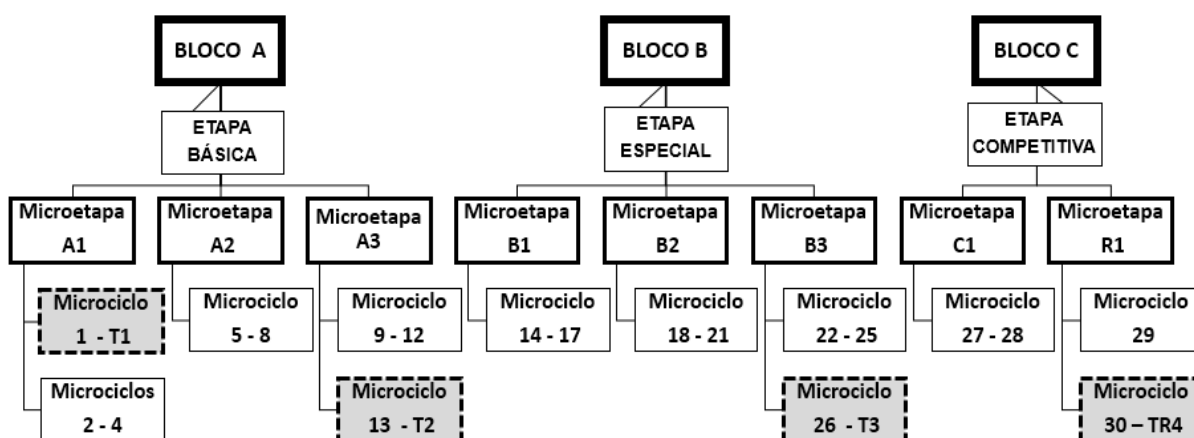 BLOCO A
BLOCO B
BLOCO C
ETAPA
BÁSICA
ETAPA
ESPECIAL
ETAPA
COMPETITIVA
Microetapa
A1
Microetapa
A2
Microetapa
A3
Microetapa
B1
Microetapa
B2
Microetapa
B3
Microetapa
C1
Microetapa
R1
Microciclo
1 - T1
Microciclo
5 - 8
Microciclo
9 - 12
Microciclo
14 - 17
Microciclo
18 - 21
Microciclo
22 - 25
Microciclo
27 - 28
Microciclo
29
Microciclos
2 - 4
Microciclo
13 - T2
Microciclo
26 - T3
Microciclo
30 – TR4